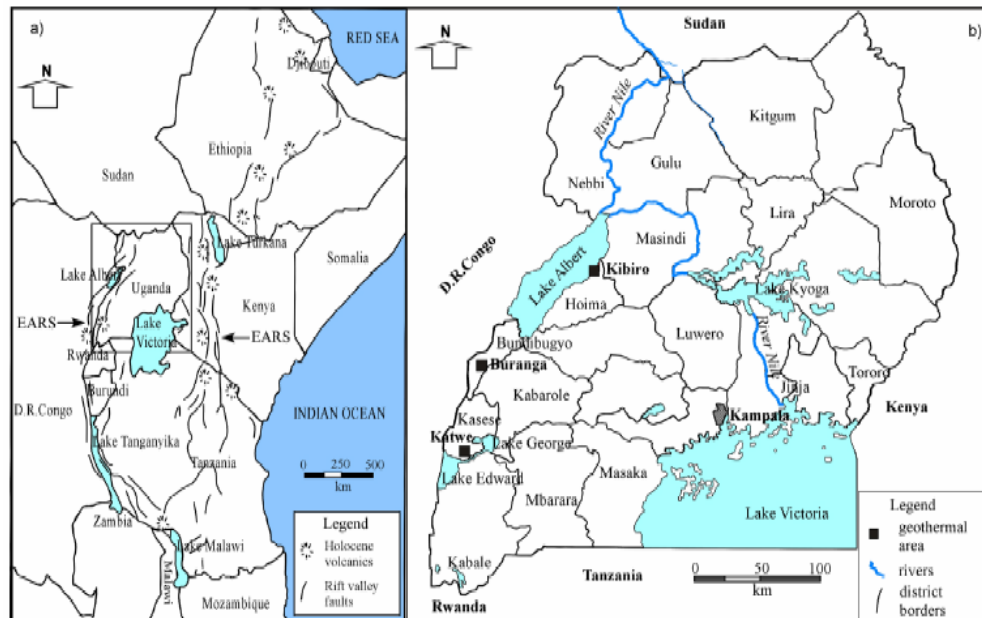 a)
RED SEA
N
Djibouti
Ethiopia
Sudan
Lake Turkana
Somalia
Lake Albert
Uganda
Kenya
EARS
Lake
Victoria
EARS
Rwanda
Burundi
D.R.Congo
INDIAN OCEAN
Lake Tanganyika
Tanzania
0 250 500
km
Zambia
Lake Malawi
Malawi
Mozambique
Legend
Holocene
volcanics
Rift valley
faults
b)
Sudan
N
River Nile
Kitgum
Gulu
Nebbi
Moroto
Lira
Masindi
D.R.Congo
Lake Albert
Kibiro
Lake Kyoga
Hoima
Luwero
Bundibugyo
River Nile
Buranga
Tororo
Jinja
Kabarole
Kenya
Kasese
Kampala
Katwe
Lake George
Lake Edward
Masaka
Mbarara
Lake Victoria
Kabale
Tanzania
0 50 100
km
Rwanda
Legend
geothermal
area
rivers
district
borders